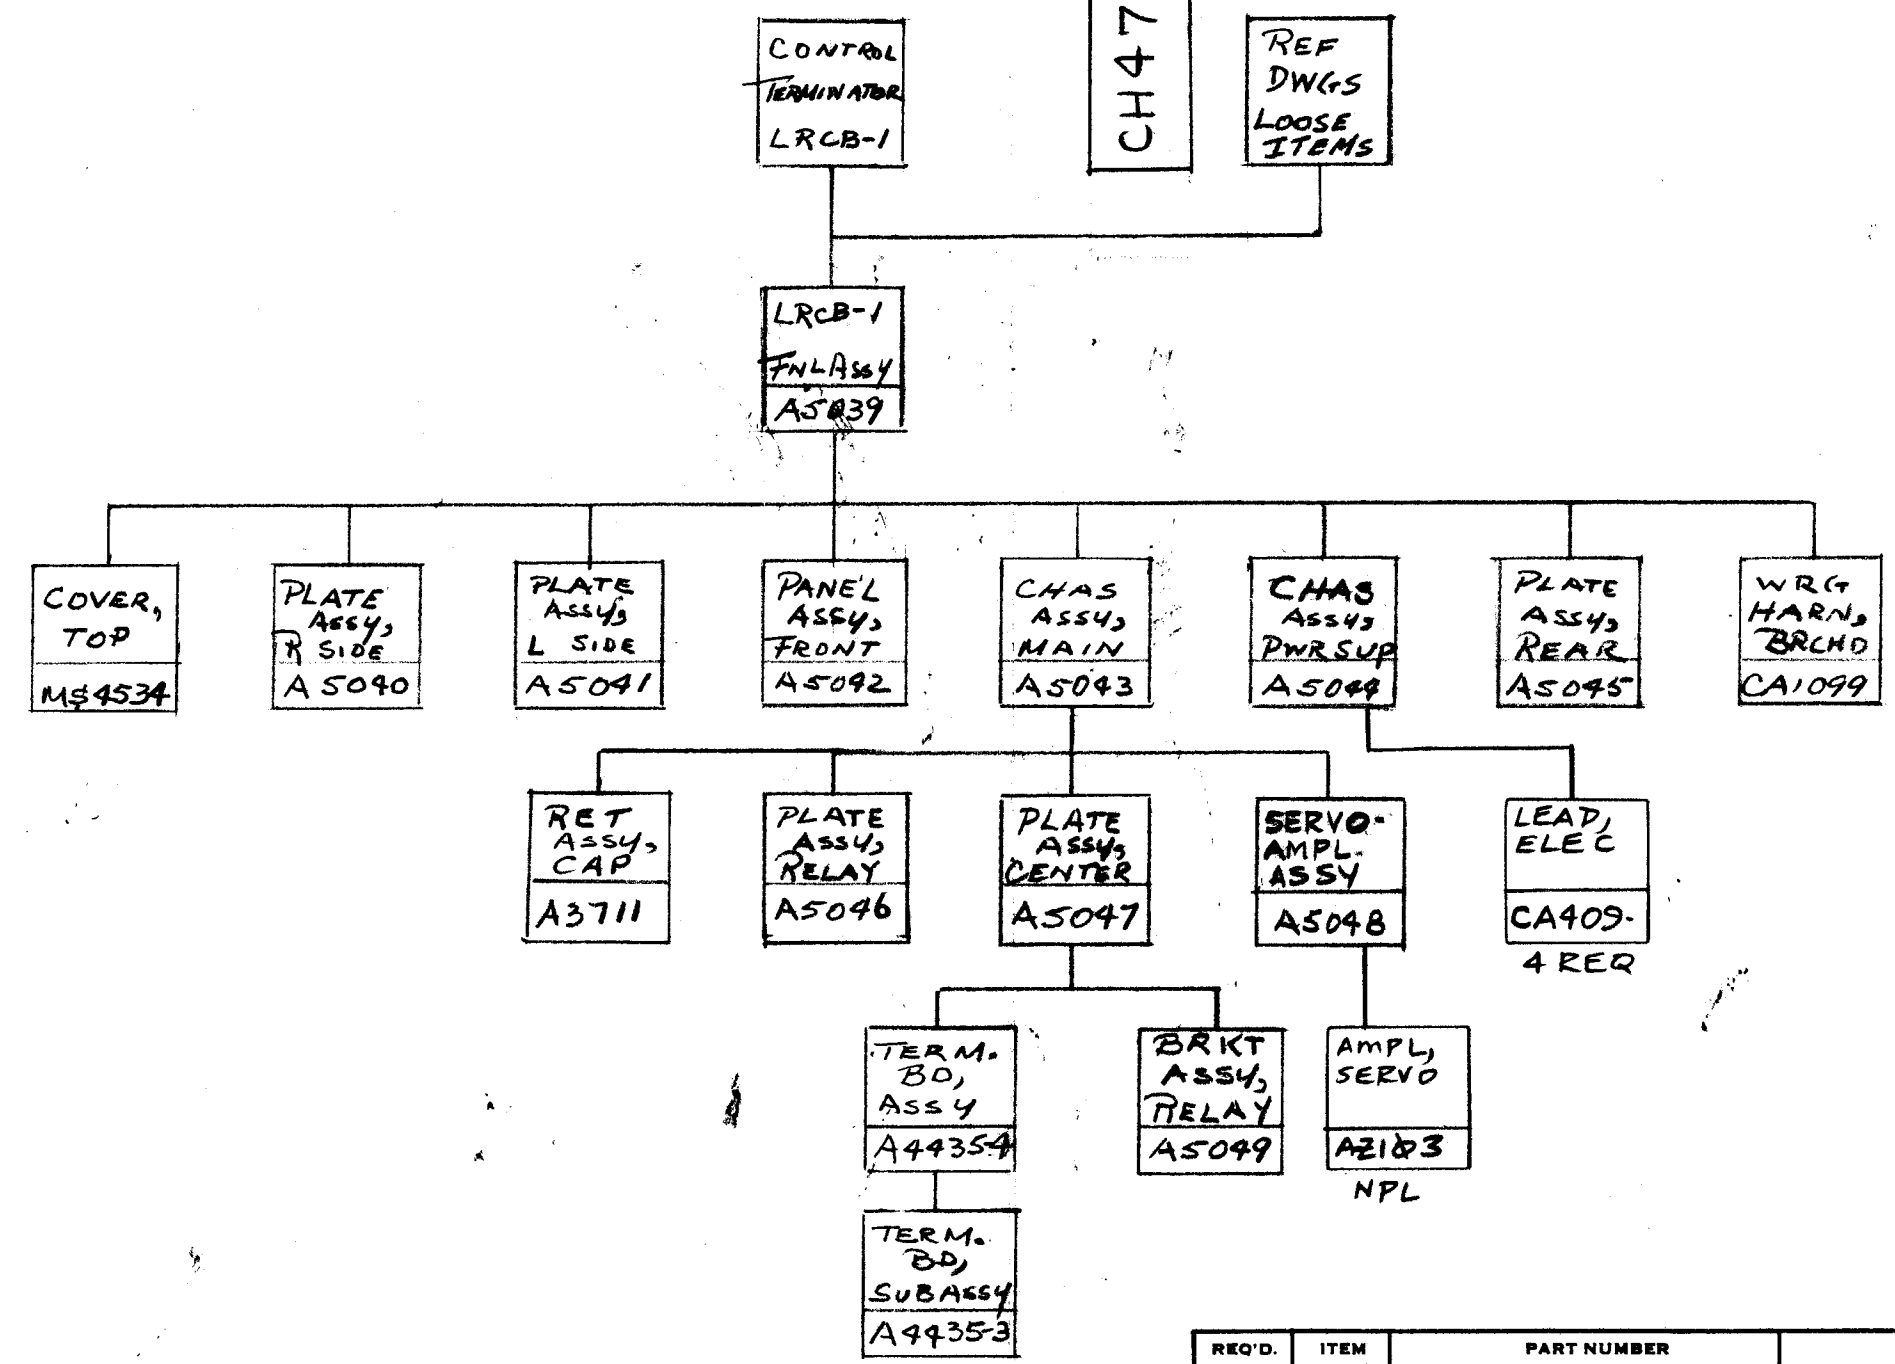 CONTROL
TERMINATOR
LRCB-1
CH47
REF
DWGS
LOOSE
ITEMS
LRCB-1
FNL ASSY
A5039
COVER,
TOP
MS4534
PLATE
ASSY,
R SIDE
A5040
PLATE
ASSY,
L SIDE
A5041
PANEL
ASSY,
FRONT
A5042
CHAS
ASSY,
MAIN
A5043
CHAS
ASSY,
PWRSUP
A5044
PLATE
ASSY,
REAR
A5045
WRG
HARN,
BRCHD
CA1099
RET
ASSY,
CAP
A3711
PLATE
ASSY,
RELAY
A5046
PLATE
ASSY,
CENTER
A5047
SERVO-
AMPL.
ASSY
A5048
LEAD,
ELEC
CA409-
4 REQ
TERM.
BD,
ASSY
A4435-4
BRKT
ASSY,
RELAY
A5049
AMPL,
SERVO
AZ103
NPL
TERM.
BD,
SUBASSY
A4435-3
REQ'D. ITEM PART NUMBER